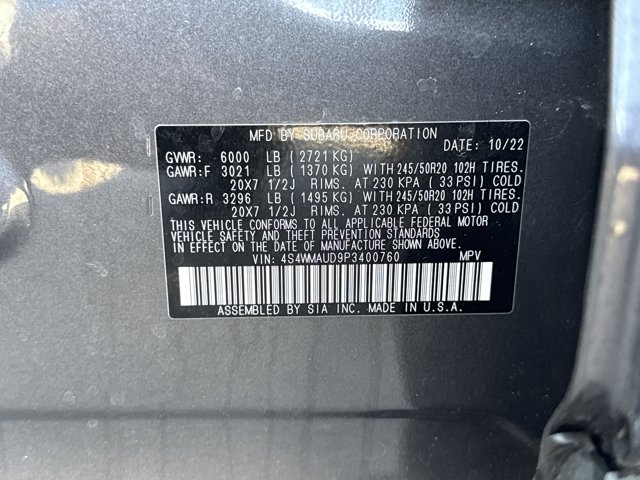 MFD BY SUBARU CORPORATION
DATE: 10/22
GVWR: 6000 LB ( 2721 KG)
GAWR: F 3021 LB ( 1370 KG) WITH 245/50R20 102H TIRES.
20X7 1/2J RIMS. AT 230 KPA ( 33 PSI) COLD
GAWR: R 3296 LB ( 1495 KG) WITH 245/50R20 102H TIRES.
20X7 1/2J RIMS. AT 230 KPA ( 33 PSI) COLD
THIS VEHICLE CONFORMS TO ALL APPLICABLE FEDERAL MOTOR
VEHICLE SAFETY AND THEFT PREVENTION STANDARDS
IN EFFECT ON THE DATE OF MANUFACTURE SHOWN ABOVE.
VIN: 4S4WMAUD9P3400760 MPV
ASSEMBLED BY SIA INC. MADE IN U.S.A.